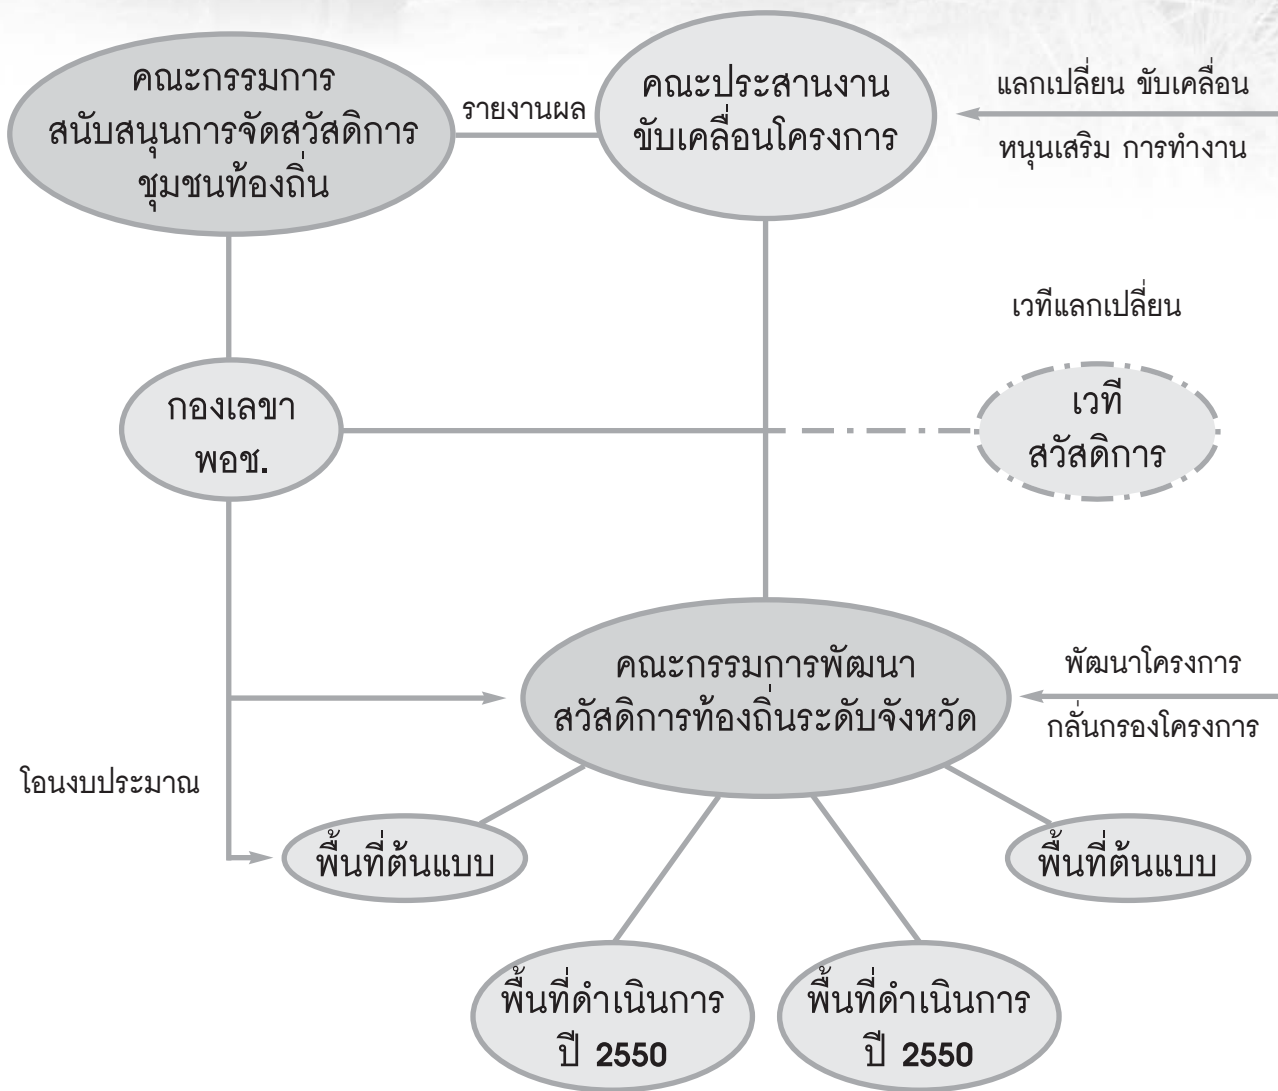 คณะกรรมการ
สนับสนุนการจัดสวัสดิการ
ชุมชนท้องถิ่น
รายงานผล
คณะประสานงาน
ขับเคลื่อนโครงการ
แลกเปลี่ยน ขับเคลื่อน
หนุนเสริม การทำงาน
เวทีแลกเปลี่ยน
กองเลขา
พอช.
เวที
สวัสดิการ
คณะกรรมการพัฒนา
สวัสดิการท้องถิ่นระดับจังหวัด
พัฒนาโครงการ
กลั่นกรองโครงการ
โอนงบประมาณ
พื้นที่ต้นแบบ
พื้นที่ต้นแบบ
พื้นที่ดำเนินการ
ปี 2550
พื้นที่ดำเนินการ
ปี 2550